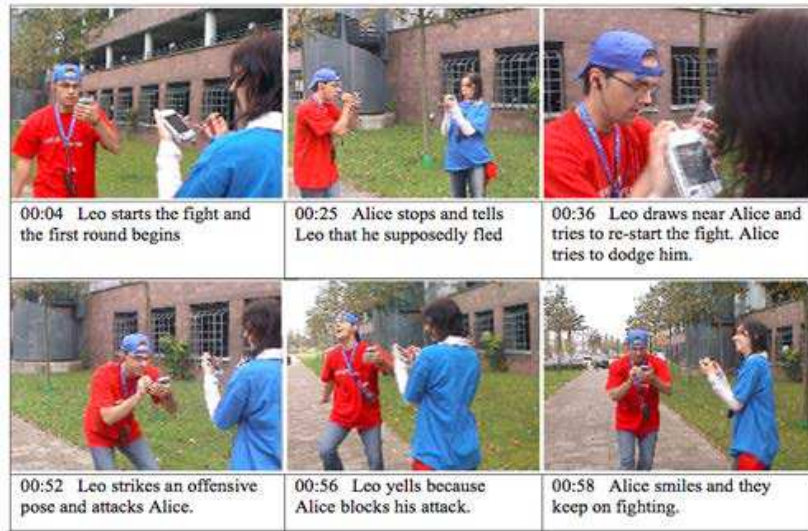 00:04 Leo starts the fight and
the first round begins
00:25 Alice stops and tells
Leo that he supposedly fled
00:36 Leo draws near Alice and
tries to re-start the fight. Alice
tries to dodge him.
00:52 Leo strikes an offensive
pose and attacks Alice.
00:56 Leo yells because
Alice blocks his attack.
00:58 Alice smiles and they
keep on fighting.